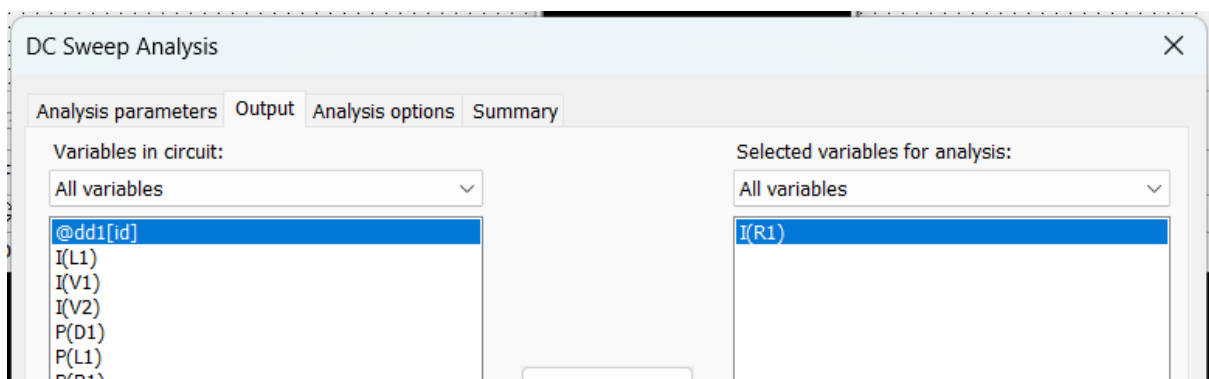 DC Sweep Analysis
Analysis parameters Output Analysis options Summary
Variables in circuit:
Selected variables for analysis:
All variables
All variables
@dd1[id]
I(R1)
I(L1)
I(V1)
I(V2)
P(D1)
P(L1)